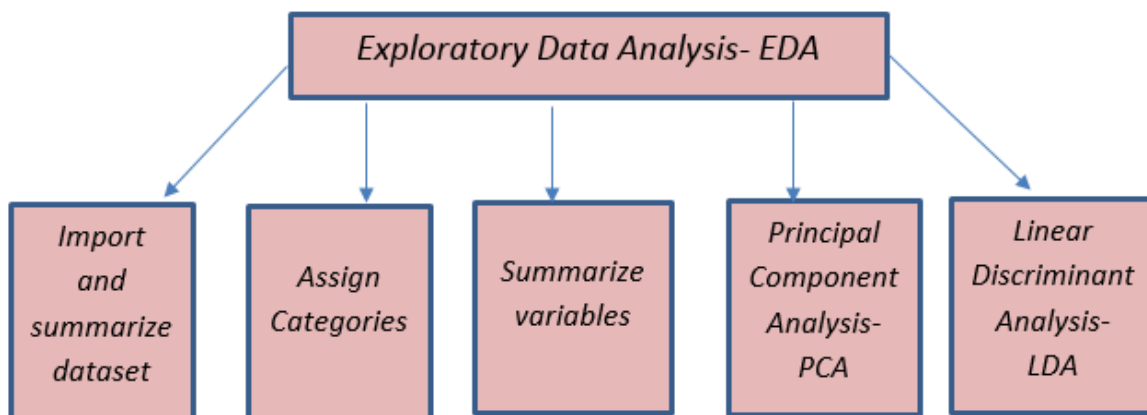 Exploratory Data Analysis- EDA
Import
and
summarize
dataset
Assign
Categories
Summarize
variables
Principal
Component
Analysis-
PCA
Linear
Discriminant
Analysis-
LDA